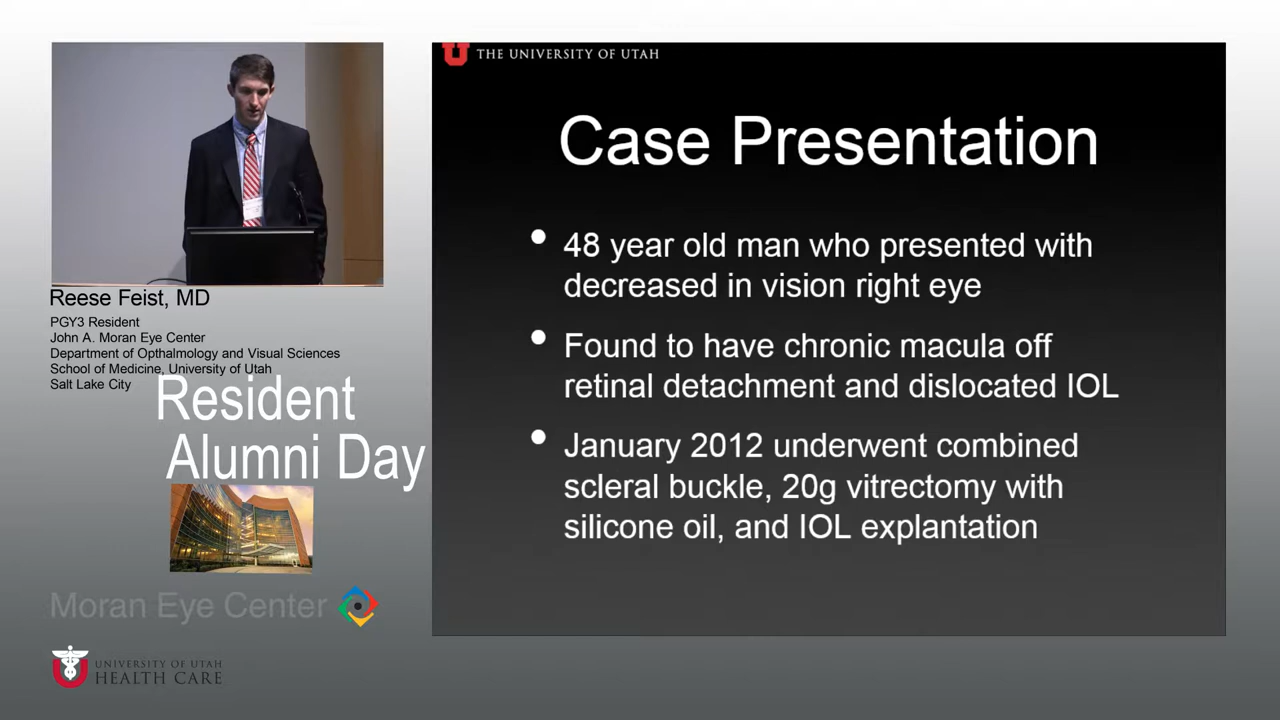 Reese Feist, MD
PGY3 Resident
John A. Moran Eye Center
Department of Opthalmology and Visual Sciences
School of Medicine, University of Utah
Salt Lake City
Resident
Alumni Day
Moran Eye Center
UNIVERSITY OF UTAH
HEALTH CARE
U THE UNIVERSITY OF UTAH
Case Presentation
• 48 year old man who presented with
decreased in vision right eye
• Found to have chronic macula off
retinal detachment and dislocated IOL
• January 2012 underwent combined
scleral buckle, 20g vitrectomy with
silicone oil, and IOL explantation